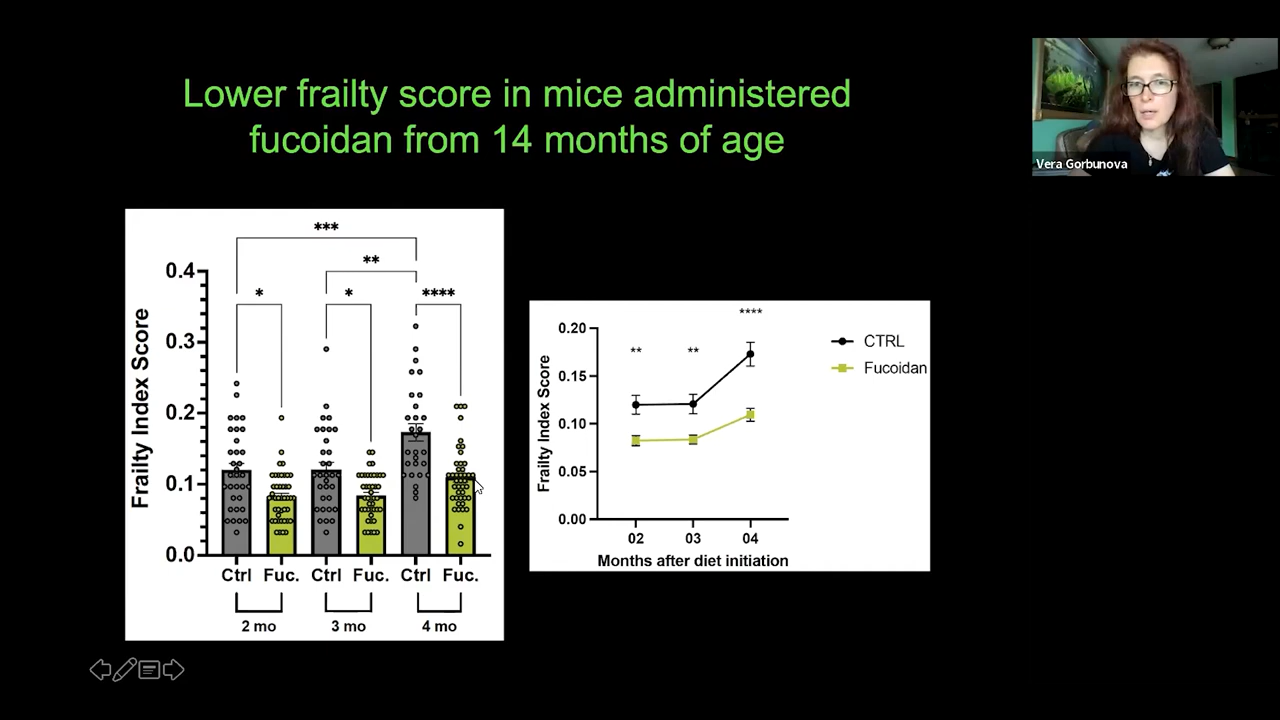 Lower frailty score in mice administered
fucoidan from 14 months of age
Vera Gorbunova
***
**
* * ****
0.4
0.3
0.2
0.1
0.0
Frailty Index Score
Ctrl Fuc. Ctrl Fuc. Ctrl Fuc.
2 mo 3 mo 4 mo
****
** **
0.20
0.15
0.10
0.05
0.00
Frailty Index Score
02 03 04
Months after diet initiation
CTRL
Fucoidan